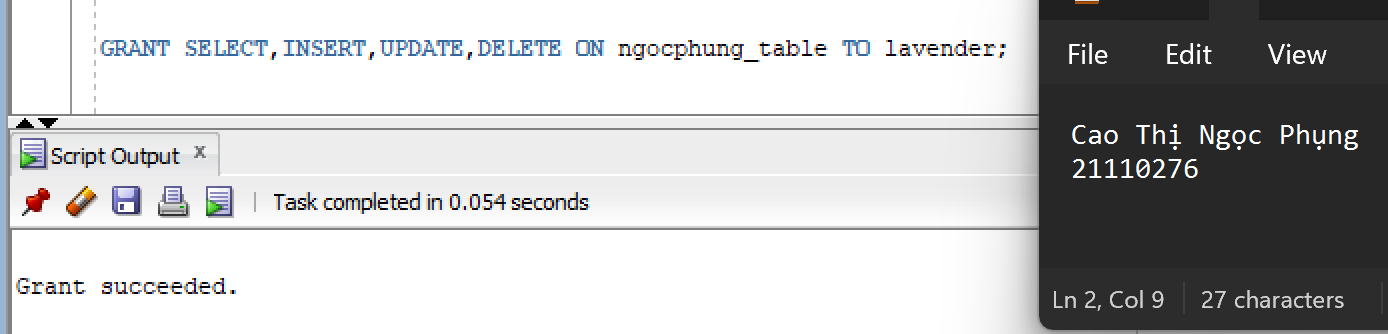 GRANT SELECT,INSERT,UPDATE,DELETE ON ngocphung_table TO lavender;
Script Output x
Task completed in 0.054 seconds
Grant succeeded.
File Edit View
Cao Thị Ngọc Phụng
21110276
Ln 2, Col 9 27 characters